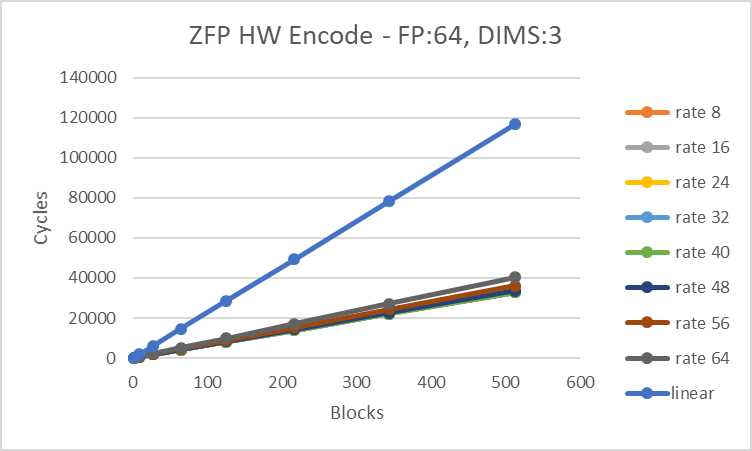 ZFP HW Encode - FP:64, DIMS:3
140000
120000
100000
80000
60000
40000
20000
0
Cycles
0 100 200 300 400 500 600
Blocks
rate 8
rate 16
rate 24
rate 32
rate 40
rate 48
rate 56
rate 64
linear